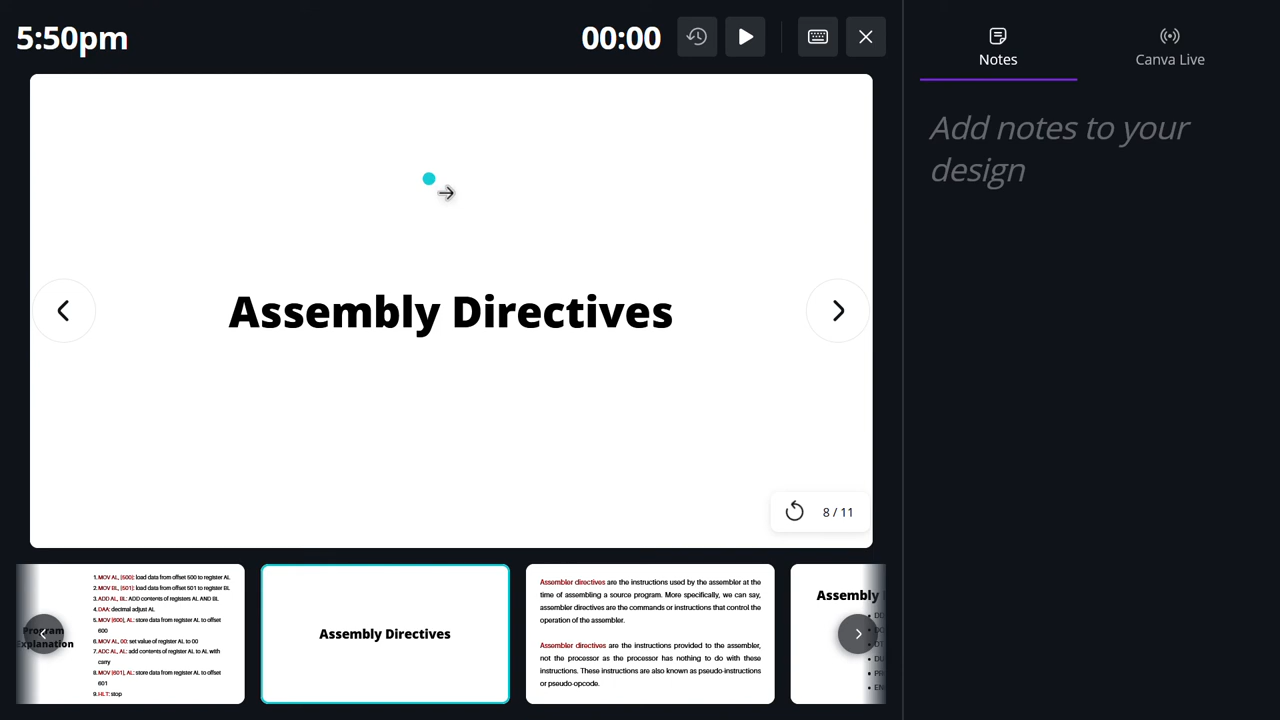 5:50pm
00:00
Notes
Canva Live
Add notes to your
design
Assembly Directives
8 / 11
Program
Explanation
1. MOV AL, [500]: load data from offset 500 to register AL
2. MOV BL, [501]: load data from offset 501 to register BL
3. ADD AL, BL: ADD contents of registers AL AND BL
4. DAA: decimal adjust AL
5. MOV [600], AL: store data from register AL to offset
600
6. MOV AL, 00: set value of register AL to 00
7. ADC AL, AL: add contents of register AL to AL with
carry
8. MOV [601], AL: store data from register AL to offset
601
9. HLT: stop
Assembly Directives
Assembler directives are the instructions used by the assembler at the
time of assembling a source program. More specifically, we can say,
assembler directives are the commands or instructions that control the
operation of the assembler.
Assembler directives are the instructions provided to the assembler,
not the processor as the processor has nothing to do with these
instructions. These instructions are also known as pseudo-instructions
or pseudo-opcode.
Assembly